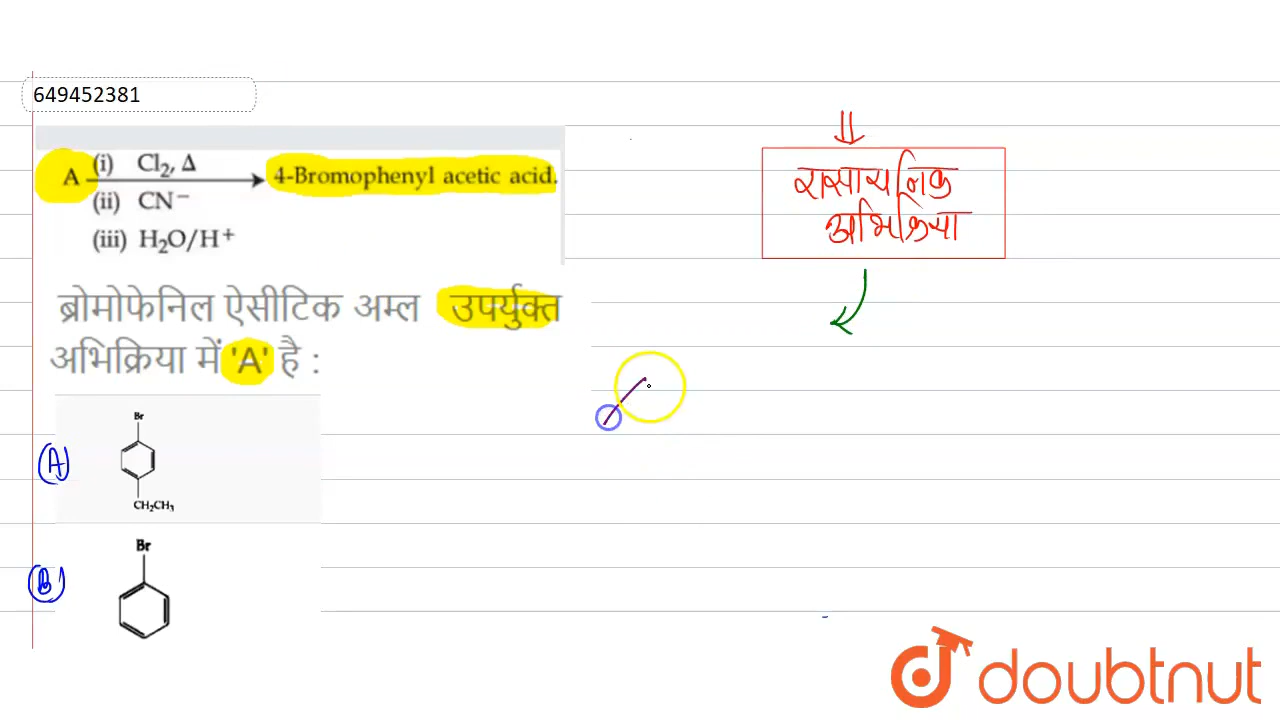 649452381
A (i) Cl₂, Δ 4-Bromophenyl acetic acid.
(ii) CN⁻
(iii) H₂O/H⁺
ब्रोमोफेनिल ऐसीटिक अम्ल उपर्युक्त
अभिक्रिया में 'A' है :
(A)
Br
CH₂CH₃
(B)
Br
रासायनिक
अभिक्रिया
doubtnut